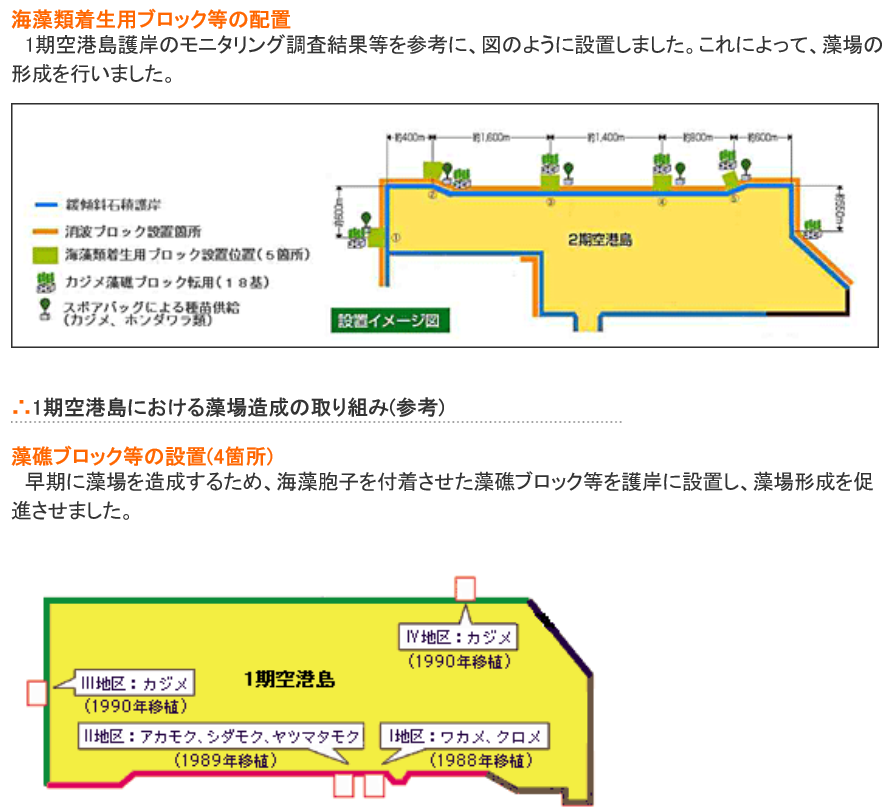 海藻類着生用ブロック等の配置
1期空港島護岸のモニタリング調査結果等を参考に、図のように設置しました。これによって、藻場の
形成を行いました。
約400m
約1,600m
約1,400m
約800m
約600m
約600m
約550m
緩傾斜石積護岸
消波ブロック設置箇所
海藻類着生用ブロック設置位置(5箇所)
カジメ藻礁ブロック転用(18基)
スポアバッグによる種苗供給
(カジメ、ホンダワラ類)
①
②
③
④
⑤
2期空港島
設置イメージ図
∴1期空港島における藻場造成の取り組み(参考)
藻礁ブロック等の設置(4箇所)
早期に藻場を造成するため、海藻胞子を付着させた藻礁ブロック等を護岸に設置し、藻場形成を促
進させました。
IV地区:カジメ
(1990年移植)
1期空港島
III地区:カジメ
(1990年移植)
II地区:アカモク、シダモク、ヤツマタモク
(1989年移植)
I地区:ワカメ、クロメ
(1988年移植)